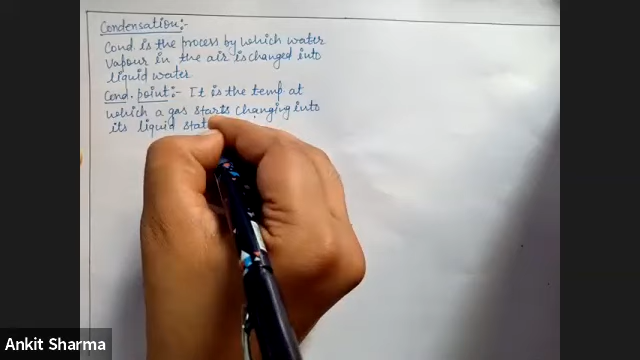 Condensation:-
Cond is the process by which water
vapour in the air is changed into
liquid water
Cond. point:- It is the temp at
which a gas starts changing into
its liquid stat
Ankit Sharma